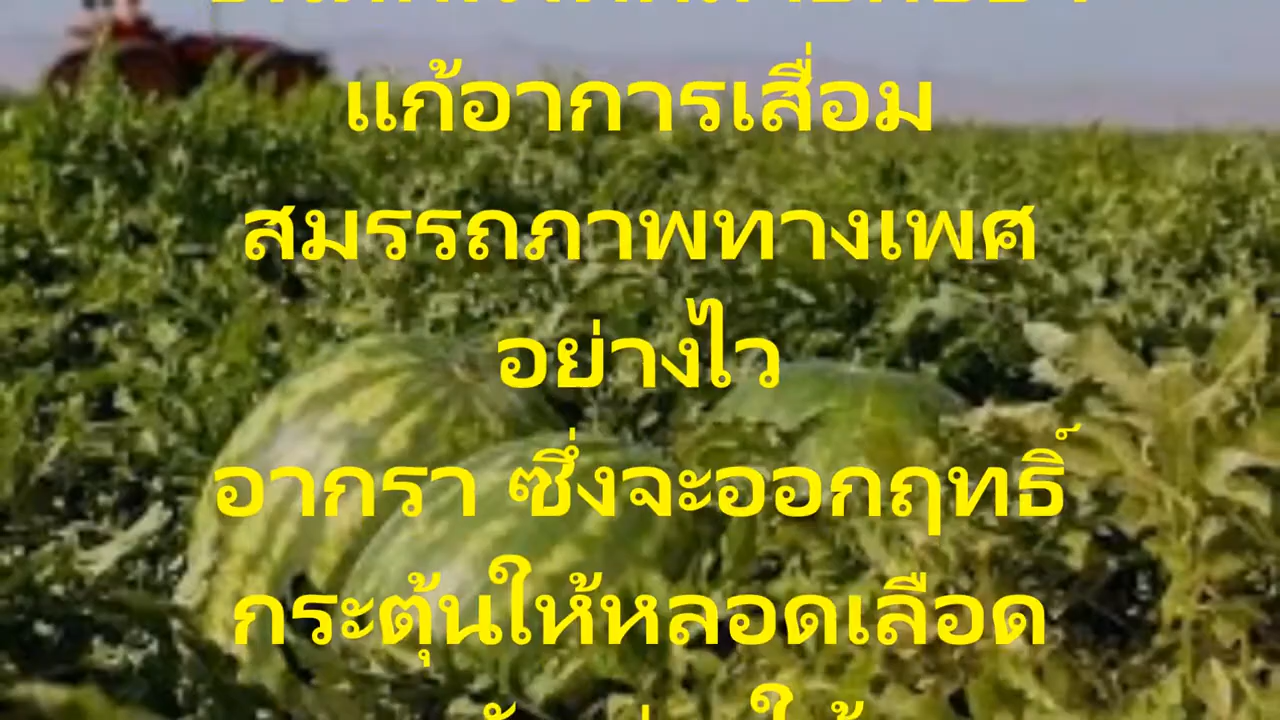 แก้อาการเสื่อม
สมรรถภาพทางเพศ
อย่างไว
อากรา ซึ่งจะออกฤทธิ์
กระตุ้นให้หลอดเลือด